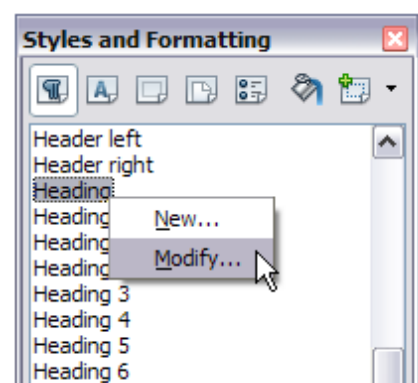 Styles and Formatting
Header left
Header right
Heading
Heading
New...
Heading
Modify...
Heading
Heading 3
Heading 4
Heading 5
Heading 6